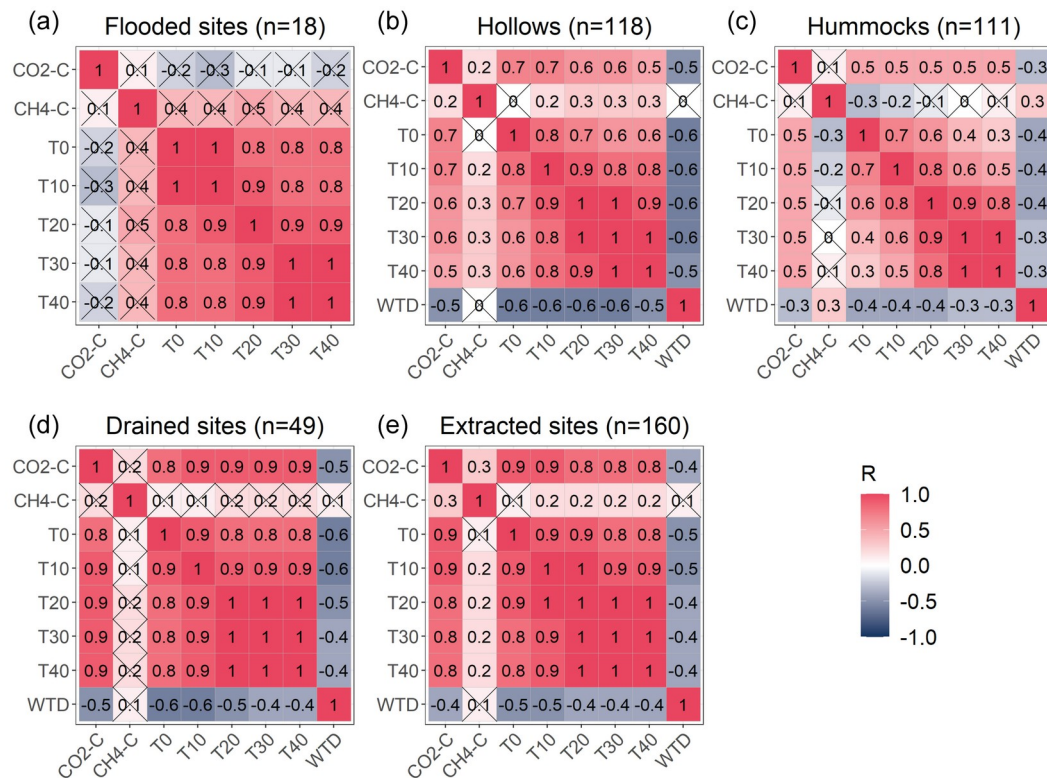 (a) Flooded sites (n=18)
CO2-C 1 0.1 -0.2 -0.3 -0.1 -0.1 -0.2
CH4-C 0.1 1 0.4 0.4 0.5 0.4 0.4
T0 -0.2 0.4 1 1 0.8 0.8 0.8
T10 -0.3 0.4 1 1 0.9 0.8 0.8
T20 -0.1 0.5 0.8 0.9 1 0.9 0.9
T30 -0.1 0.4 0.8 0.8 0.9 1 1
T40 -0.2 0.4 0.8 0.8 0.9 1 1
CO2-C CH4-C T0 T10 T20 T30 T40
(b) Hollows (n=118)
CO2-C 1 0.2 0.7 0.7 0.6 0.6 0.5 -0.5
CH4-C 0.2 1 0 0.2 0.3 0.3 0.3 0
T0 0.7 0 1 0.8 0.7 0.6 0.6 -0.6
T10 0.7 0.2 0.8 1 0.9 0.8 0.8 -0.6
T20 0.6 0.3 0.7 0.9 1 1 0.9 -0.6
T30 0.6 0.3 0.6 0.8 1 1 1 -0.6
T40 0.5 0.3 0.6 0.8 0.9 1 1 -0.5
WTD -0.5 0 -0.6 -0.6 -0.6 -0.6 -0.5 1
CO2-C CH4-C T0 T10 T20 T30 T40 WTD
(c) Hummocks (n=111)
CO2-C 1 0.1 0.5 0.5 0.5 0.5 0.5 -0.3
CH4-C 0.1 1 -0.3 -0.2 -0.1 0 0.1 0.3
T0 0.5 -0.3 1 0.7 0.6 0.4 0.3 -0.4
T10 0.5 -0.2 0.7 1 0.8 0.6 0.5 -0.4
T20 0.5 -0.1 0.6 0.8 1 0.9 0.8 -0.4
T30 0.5 0 0.4 0.6 0.9 1 1 -0.3
T40 0.5 0.1 0.3 0.5 0.8 1 1 -0.3
WTD -0.3 0.3 -0.4 -0.4 -0.4 -0.3 -0.3 1
CO2-C CH4-C T0 T10 T20 T30 T40 WTD
(d) Drained sites (n=49)
CO2-C 1 0.2 0.8 0.9 0.9 0.9 0.9 -0.5
CH4-C 0.2 1 0.1 0.1 0.2 0.2 0.2 0.1
T0 0.8 0.1 1 0.9 0.8 0.8 0.8 -0.6
T10 0.9 0.1 0.9 1 0.9 0.9 0.9 -0.6
T20 0.9 0.2 0.8 0.9 1 1 1 -0.5
T30 0.9 0.2 0.8 0.9 1 1 1 -0.4
T40 0.9 0.2 0.8 0.9 1 1 1 -0.4
WTD -0.5 0.1 -0.6 -0.6 -0.5 -0.4 -0.4 1
CO2-C CH4-C T0 T10 T20 T30 T40 WTD
(e) Extracted sites (n=160)
CO2-C 1 0.3 0.9 0.9 0.8 0.8 0.8 -0.4
CH4-C 0.3 1 0.1 0.2 0.2 0.2 0.2 0.1
T0 0.9 0.1 1 0.9 0.9 0.8 0.8 -0.5
T10 0.9 0.2 0.9 1 1 0.9 0.9 -0.5
T20 0.8 0.2 0.9 1 1 1 1 -0.4
T30 0.8 0.2 0.8 0.9 1 1 1 -0.4
T40 0.8 0.2 0.8 0.9 1 1 1 -0.4
WTD -0.4 0.1 -0.5 -0.5 -0.4 -0.4 -0.4 1
CO2-C CH4-C T0 T10 T20 T30 T40 WTD
R
1.0
0.5
0.0
-0.5
-1.0